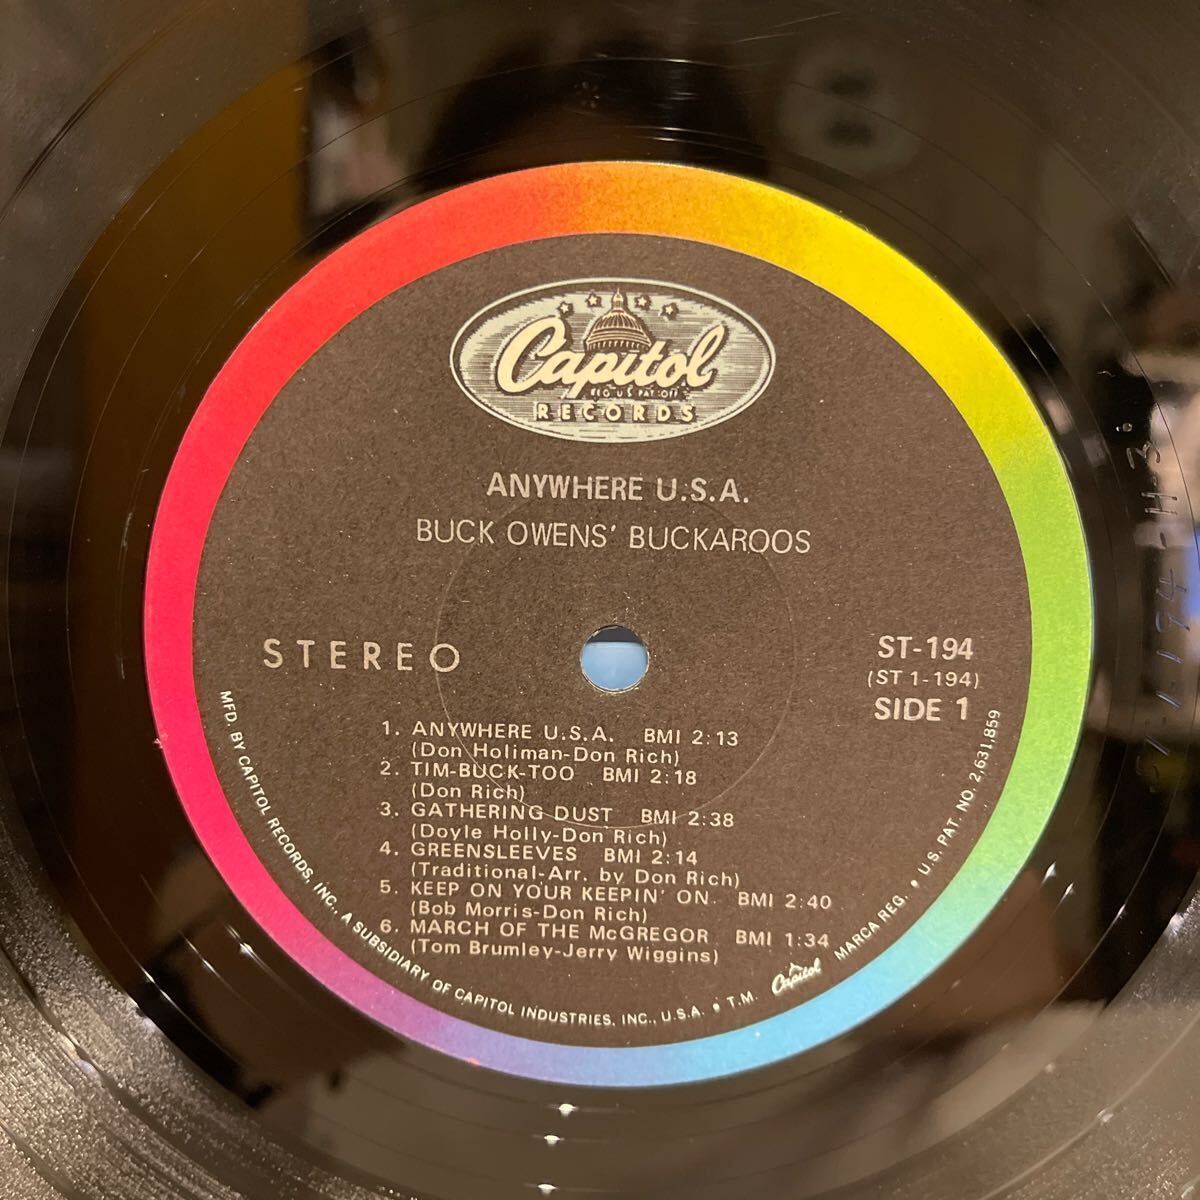 Capitol
REG U S PAT OFF
RECORDS
ANYWHERE U.S.A.
BUCK OWENS' BUCKAROOS
STEREO
ST-194
(ST 1-194)
SIDE 1
1. ANYWHERE U.S.A. BMI 2:13
(Don Holiman-Don Rich)
2. TIM-BUCK-TOO BMI 2:18
(Don Rich)
3. GATHERING DUST BMI 2:38
(Doyle Holly-Don Rich)
4. GREENSLEEVES BMI 2:14
(Traditional-Arr. by Don Rich)
5. KEEP ON YOUR KEEPIN' ON. BMI 2:40
(Bob Morris-Don Rich)
6. MARCH OF THE McGREGOR BMI 1:34
(Tom Brumley-Jerry Wiggins)
MFD. BY CAPITOL RECORDS, INC., A SUBSIDIARY OF CAPITOL INDUSTRIES, INC., U.S.A. • T.M. Capitol MARCA REG. • U.S. PAT. NO. 2,631,859